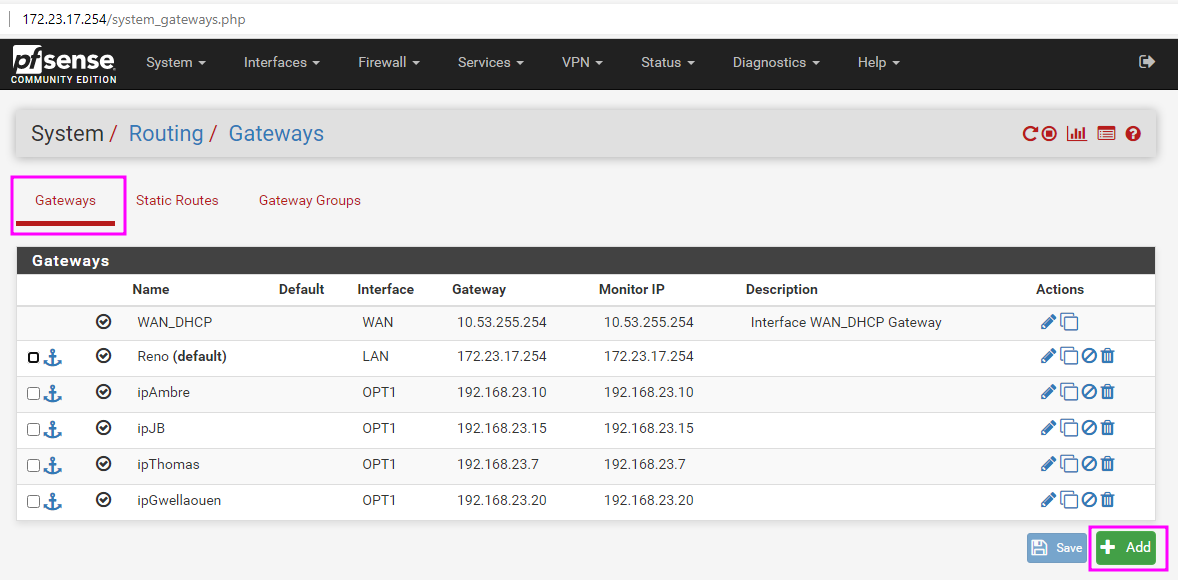 172.23.17.254/system_gateways.php
pfsense
COMMUNITY EDITION
System Interfaces Firewall Services VPN Status Diagnostics Help
System / Routing / Gateways
Gateways Static Routes Gateway Groups
Gateways
Name Default Interface Gateway Monitor IP Description Actions
WAN_DHCP WAN 10.53.255.254 10.53.255.254 Interface WAN_DHCP Gateway
Reno (default) LAN 172.23.17.254 172.23.17.254
ipAmbre OPT1 192.168.23.10 192.168.23.10
ipJB OPT1 192.168.23.15 192.168.23.15
ipThomas OPT1 192.168.23.7 192.168.23.7
ipGwellaouen OPT1 192.168.23.20 192.168.23.20
Save Add